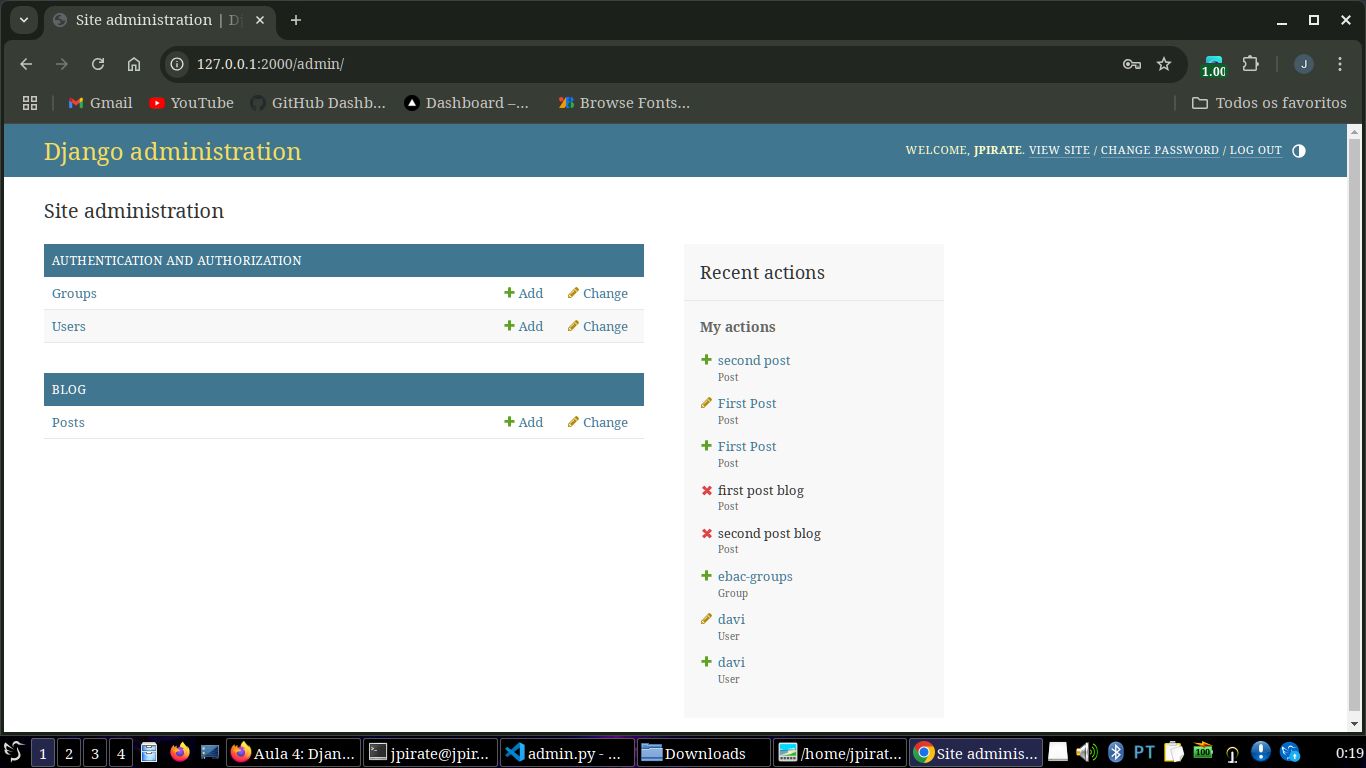 Site administration | Dj
127.0.0.1:2000/admin/
1.00
J
Gmail
YouTube
GitHub Dashb...
Dashboard –...
Browse Fonts...
Todos os favoritos
Django administration
WELCOME, JPIRATE. VIEW SITE / CHANGE PASSWORD / LOG OUT
Site administration
AUTHENTICATION AND AUTHORIZATION
Groups Add Change
Users Add Change
BLOG
Posts Add Change
Recent actions
My actions
second post
Post
First Post
Post
First Post
Post
first post blog
Post
second post blog
Post
ebac-groups
Group
davi
User
davi
User
1 2 3 4 Aula 4: Djan... jpirate@jpir... admin.py - ... Downloads /home/jpirat... Site adminis... PT 100 0:19